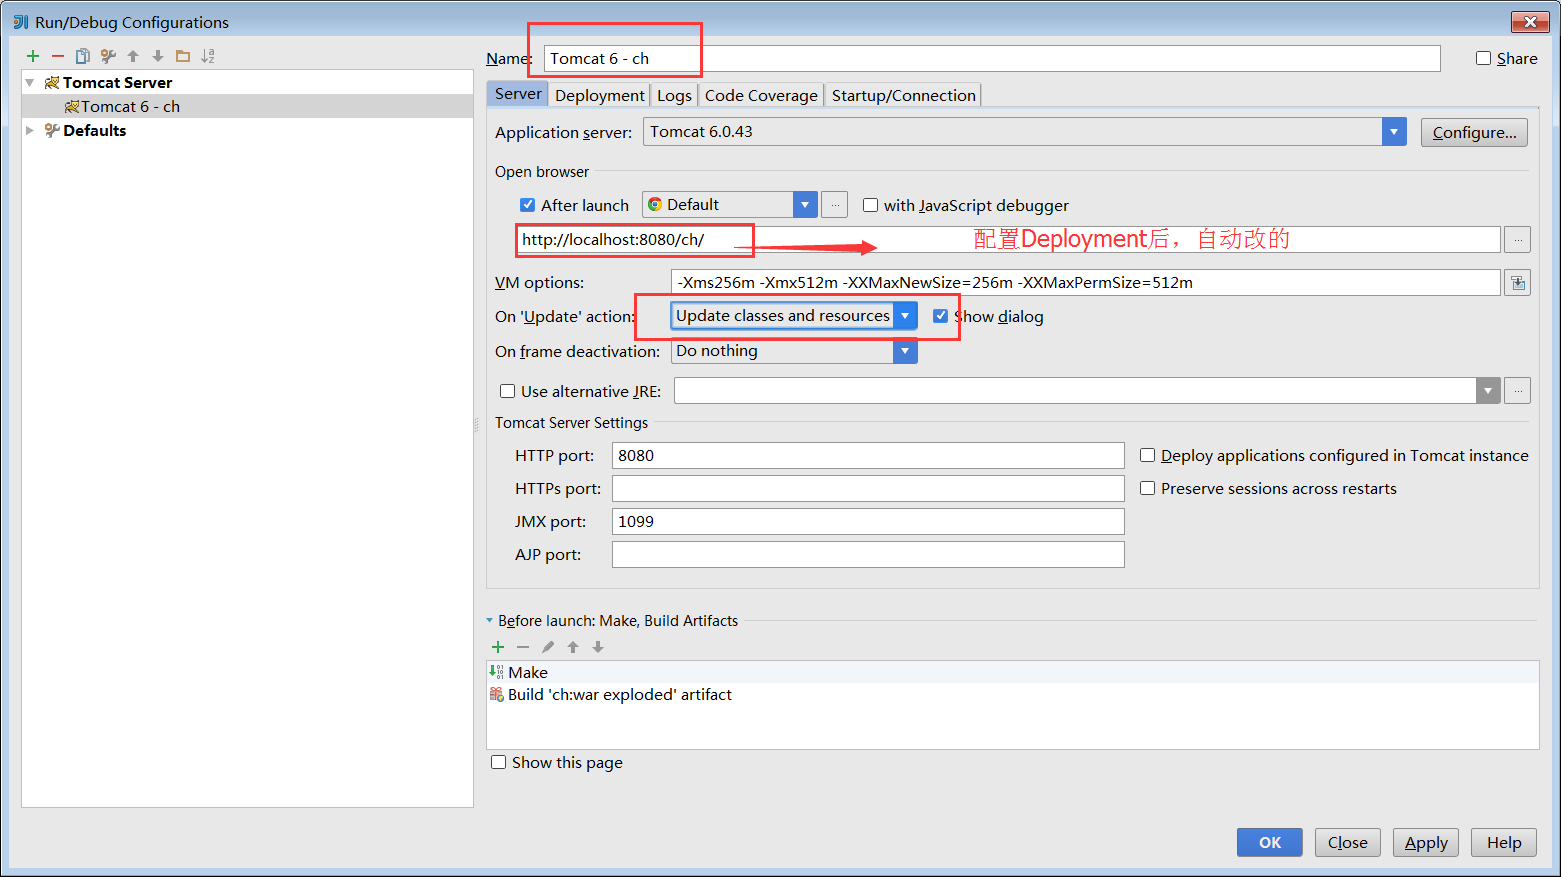 Run/Debug Configurations
Tomcat Server
Tomcat 6 - ch
Defaults
Name: Tomcat 6 - ch
Share
Server Deployment Logs Code Coverage Startup/Connection
Application server: Tomcat 6.0.43 Configure...
Open browser
After launch Default ... with JavaScript debugger
http://localhost:8080/ch/ 配置Deployment后，自动改的 ...
VM options: -Xms256m -Xmx512m -XXMaxNewSize=256m -XXMaxPermSize=512m
On 'Update' action: Update classes and resources Show dialog
On frame deactivation: Do nothing
Use alternative JRE: ...
Tomcat Server Settings
HTTP port: 8080 Deploy applications configured in Tomcat instance
HTTPs port: Preserve sessions across restarts
JMX port: 1099
AJP port:
Before launch: Make, Build Artifacts
Make
Build 'ch:war exploded' artifact
Show this page
OK Close Apply Help